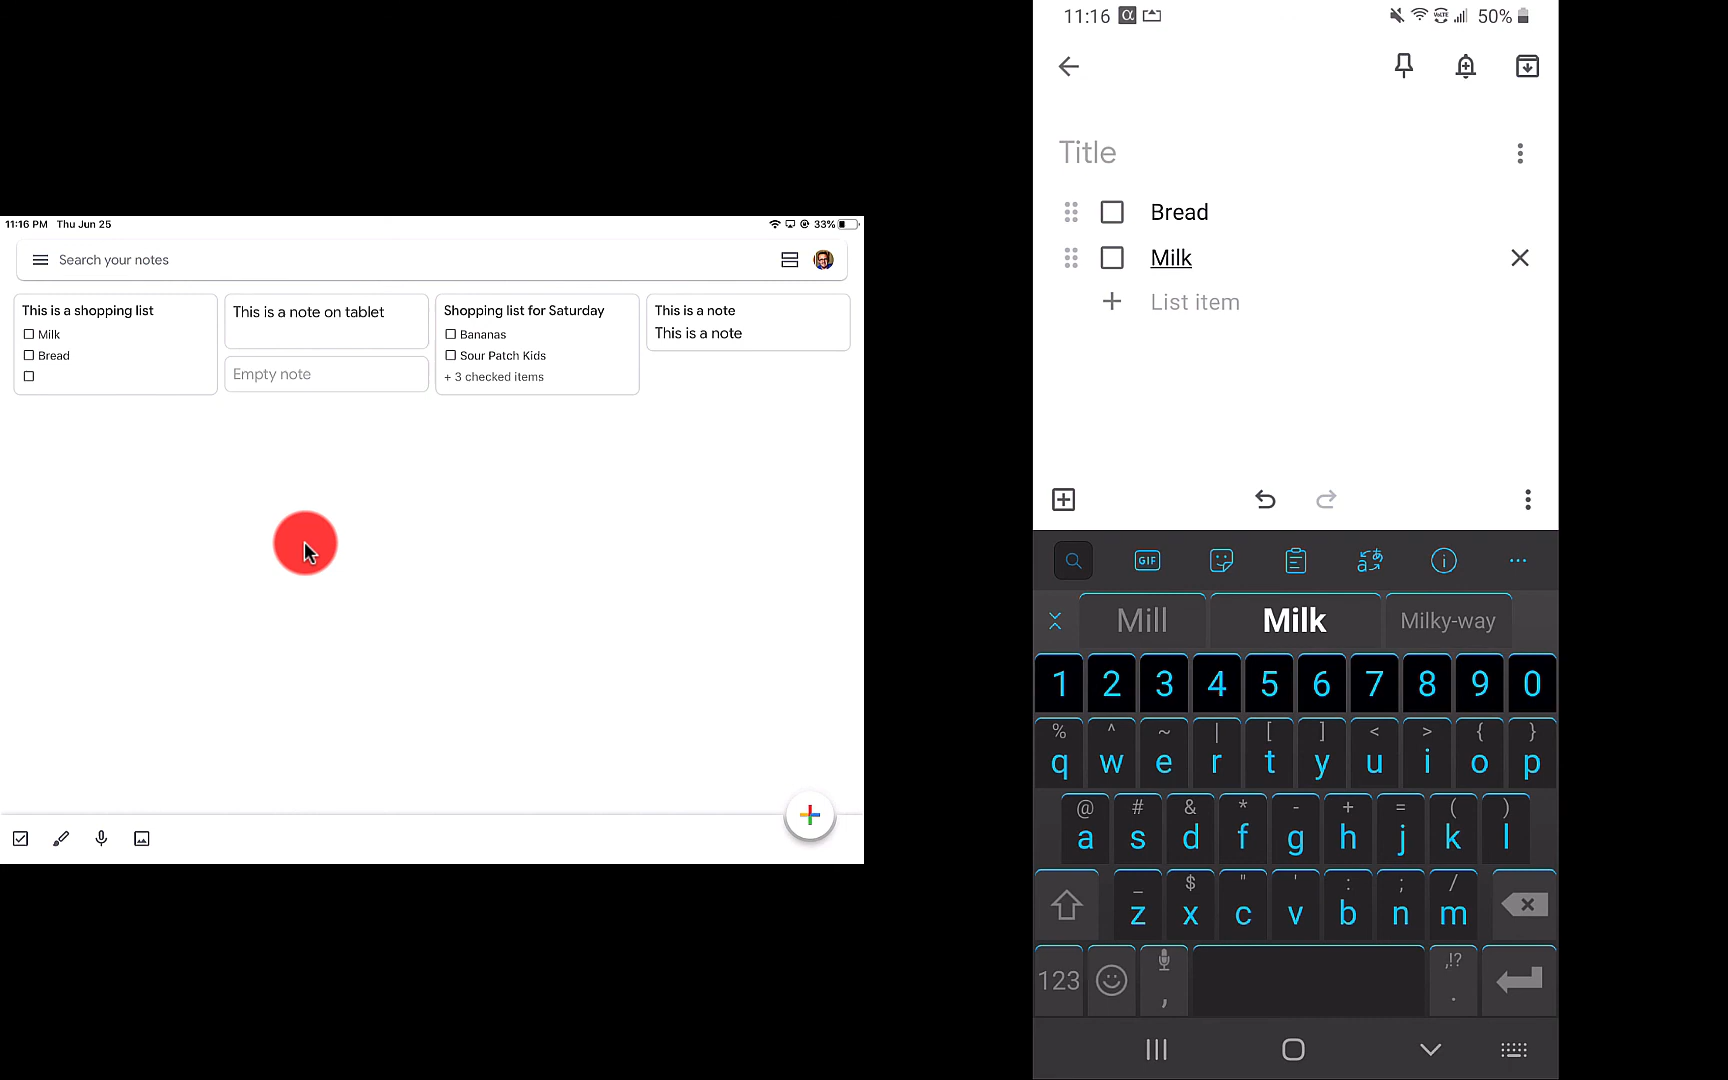 11:16 PM Thu Jun 25
33%
Search your notes
This is a shopping list
Milk
Bread
This is a note on tablet
Empty note
Shopping list for Saturday
Bananas
Sour Patch Kids
+ 3 checked items
This is a note
This is a note
11:16 α
VoLTE 50%
Title
Bread
Milk
+ List item
GIF
Mill Milk Milky-way
1 2 3 4 5 6 7 8 9 0
% ^ ~ | [ ] < > { }
q w e r t y u i o p
@ # & * - + = ( )
a s d f g h j k l
_ $ " ' : ; /
z x c v b n m
,!?
123 , .